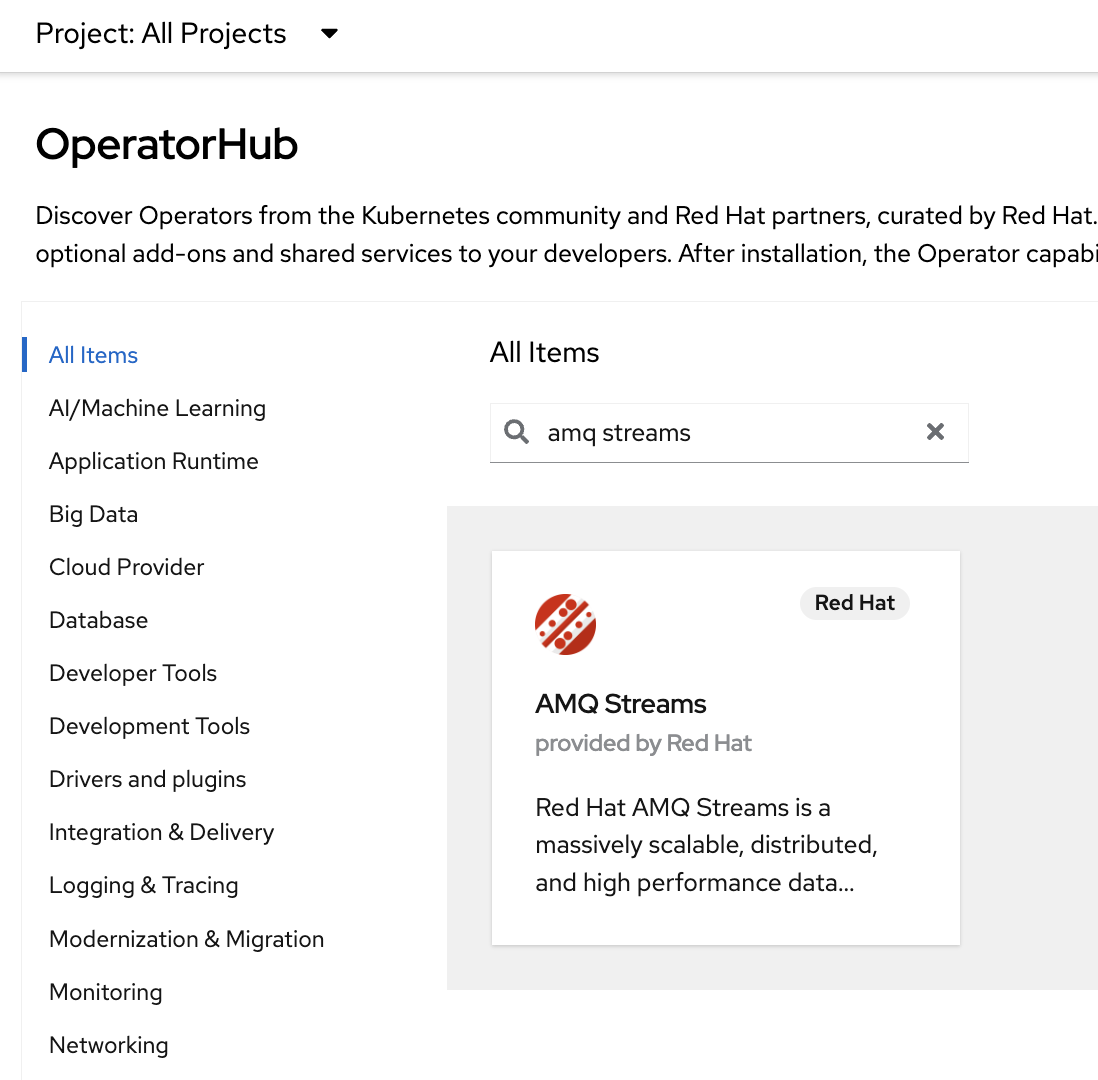 Project: All Projects
OperatorHub
Discover Operators from the Kubernetes community and Red Hat partners, curated by Red Hat.
optional add-ons and shared services to your developers. After installation, the Operator capabi
All Items
AI/Machine Learning
Application Runtime
Big Data
Cloud Provider
Database
Developer Tools
Development Tools
Drivers and plugins
Integration & Delivery
Logging & Tracing
Modernization & Migration
Monitoring
Networking
All Items
amq streams
Red Hat
AMQ Streams
provided by Red Hat
Red Hat AMQ Streams is a
massively scalable, distributed,
and high performance data...